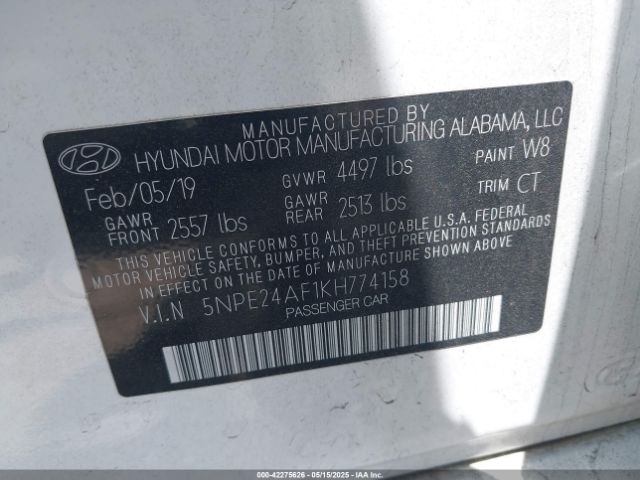 MANUFACTURED BY
HYUNDAI MOTOR MANUFACTURING ALABAMA, LLC
Feb/05/19 GVWR 4497 lbs PAINT W8
GAWR FRONT 2557 lbs GAWR REAR 2513 lbs TRIM CT
THIS VEHICLE CONFORMS TO ALL APPLICABLE U.S.A. FEDERAL
MOTOR VEHICLE SAFETY, BUMPER, AND THEFT PREVENTION STANDARDS
IN EFFECT ON THE DATE OF MANUFACTURE SHOWN ABOVE
V.I.N 5NPE24AF1KH774158
PASSENGER CAR
000-42275626 - 05/15/2025 - IAAI.COM